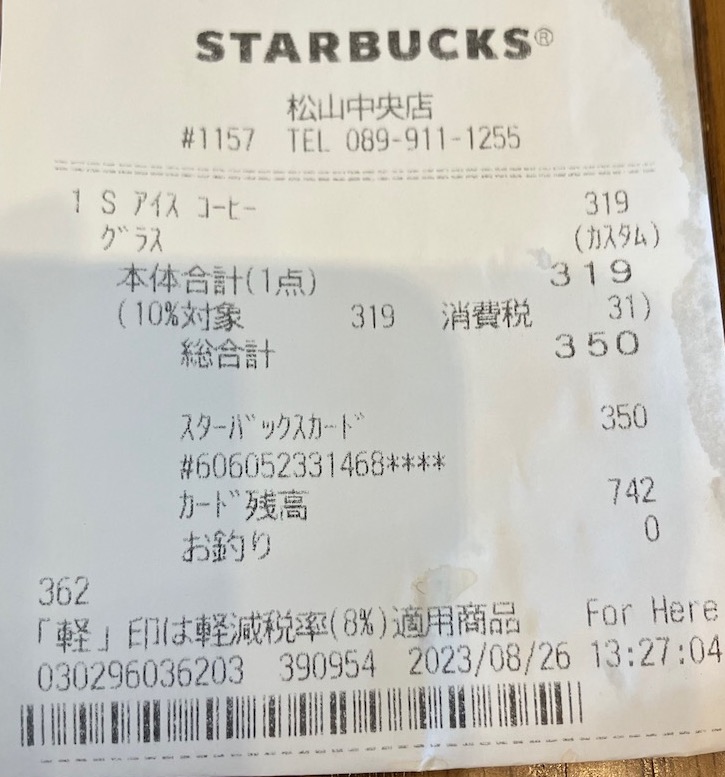 STARBUCKS®
松山中央店
#1157 TEL 089-911-1255
1 S アイス コーヒー 319
グラス (カスタム)
本体合計(1点) 319
(10%対象 319 消費税 31)
総合計 350
スターバックスカード 350
#606052331468****
カード残高 742
お釣り 0
362
「軽」印は軽減税率(8%)適用商品 For Here
030296036203 390954 2023/08/26 13:27:04